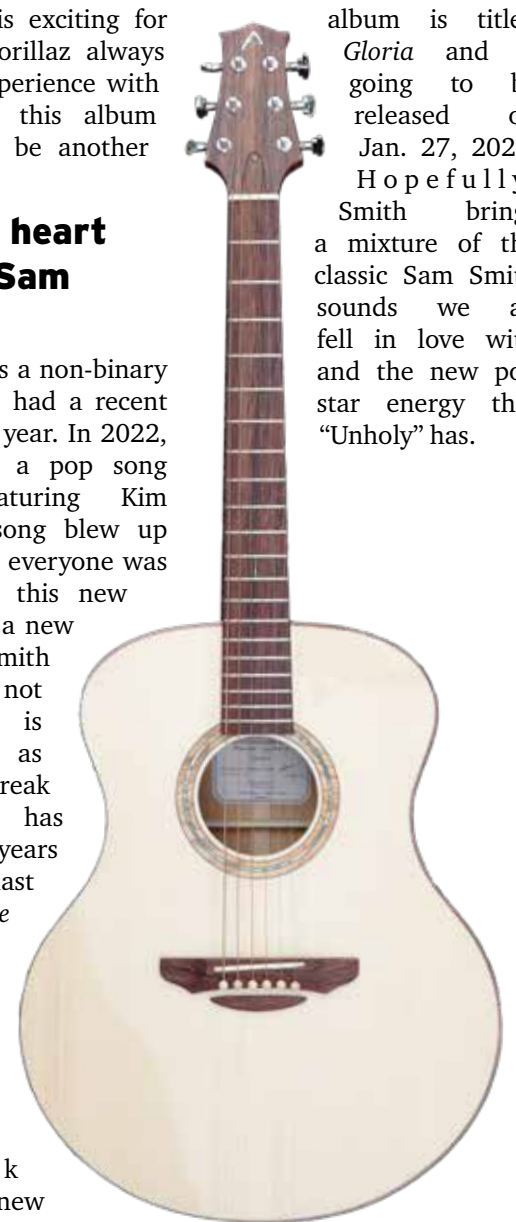 is exciting for
orillaz always
perience with
this album
be another
heart
Sam
s a non-binary
had a recent
year. In 2022,
a pop song
aturing Kim
song blew up
everyone was
this new
a new
mith
not
is
as
reak
has
years
last
e
k
new
album is title
Gloria and
going to b
released o
Jan. 27, 202
Hopefully
Smith bring
a mixture of th
classic Sam Smit
sounds we a
fell in love wit
and the new po
star energy th
“Unholy” has.